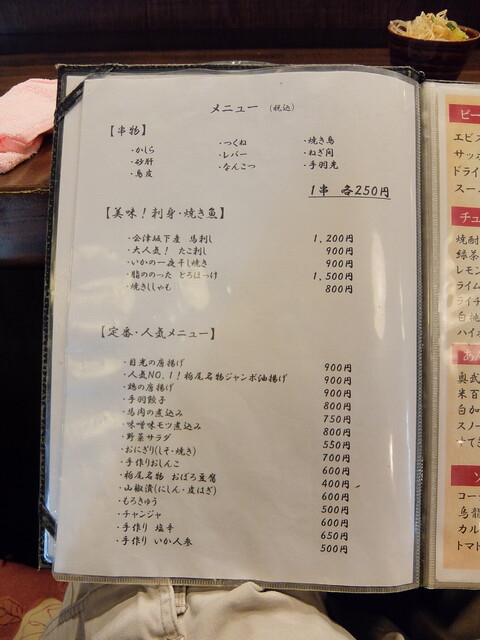 メニュー (税込)
【串物】
・かしら ・つくね ・焼き鳥
・砂肝 ・レバー ・ねぎ間
・鳥皮 ・なんこつ ・手羽先
1串 各250円
【美味！刺身・焼き魚】
・会津坂下産 馬刺し 1,200円
・大人気！ たこ刺し 900円
・いかの一夜干し焼き 900円
・脂ののった とろほっけ 1,500円
・焼きししゃも 800円
【定番・人気メニュー】
・目光の唐揚げ 900円
・人気NO.1！栃尾名物ジャンボ油揚げ 900円
・鶏の唐揚げ 900円
・手羽餃子 800円
・馬肉の煮込み 750円
・味噌味モツ煮込み 800円
・野菜サラダ 550円
・おにぎり(しそ・焼き) 700円
・手作りおしんこ 600円
・栃尾名物 おぼろ豆腐 400円
・山椒漬(にしん・皮はぎ) 600円
・もろきゅう 500円
・チャンジャ 600円
・手作り 塩辛 650円
・手作り いか人参 500円
ビー
エビス
サッポ
ドライ
スー
チュ
焼酎
緑茶
レモン
ライム
ライチ
白桃
ハイボ
あん
奥武
米百
白加
スノー
★てき
ソ
コー
烏龍
カル
トマト